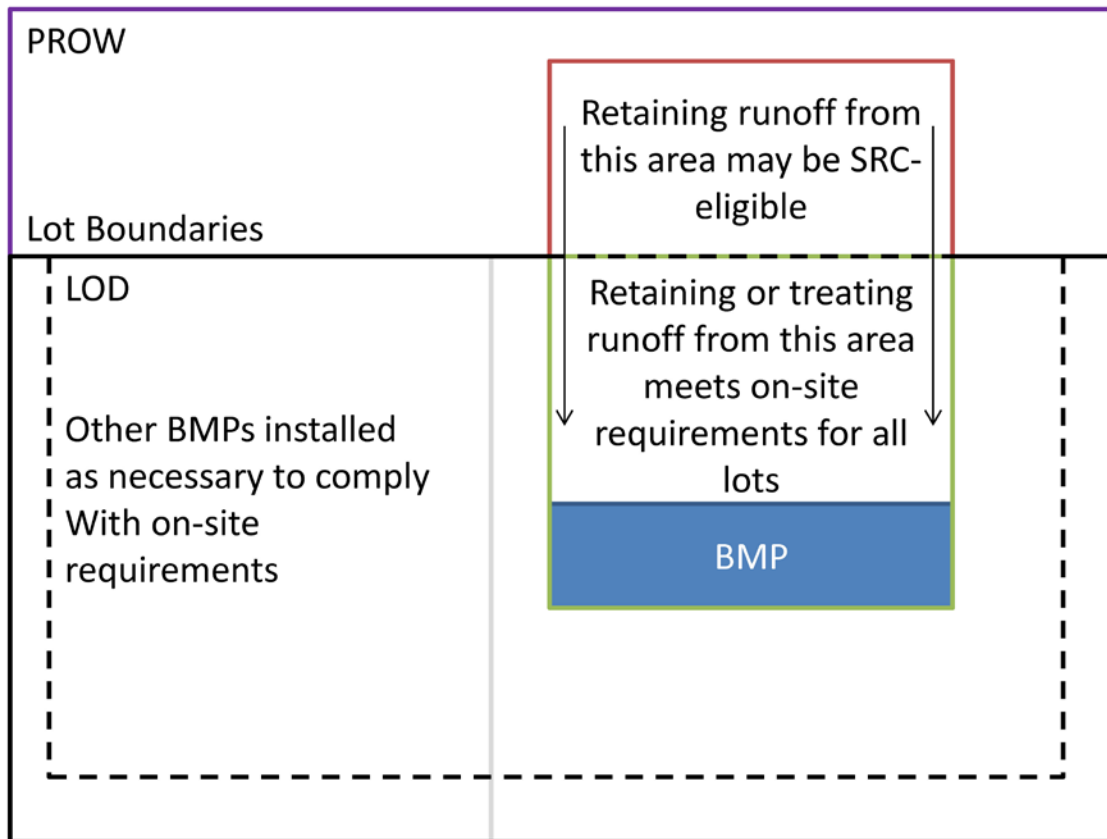 PROW
Retaining runoff from
this area may be SRC-
eligible
Lot Boundaries
LOD
Retaining or treating
runoff from this area
meets on-site
requirements for all
lots
Other BMPs installed
as necessary to comply
With on-site
requirements
BMP